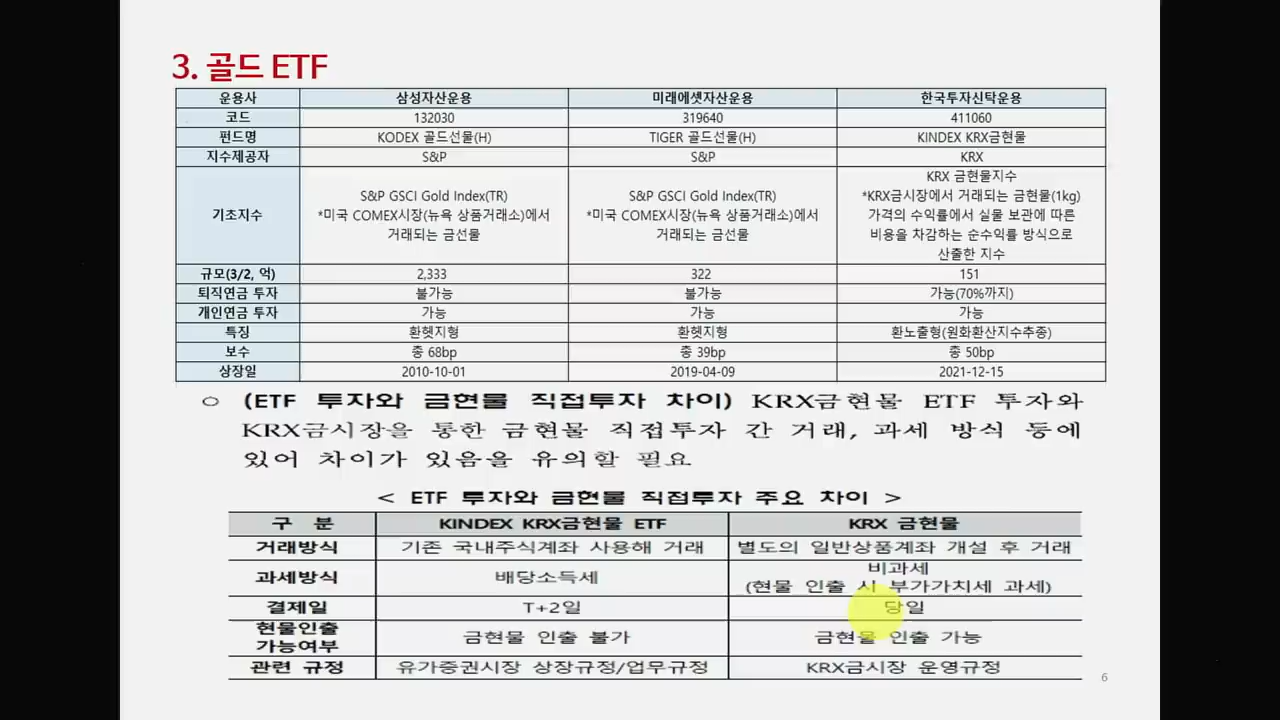 3. 골드 ETF
운용사 삼성자산운용 미래에셋자산운용 한국투자신탁운용
코드 132030 319640 411060
펀드명 KODEX 골드선물(H) TIGER 골드선물(H) KINDEX KRX금현물
지수제공자 S&P S&P KRX
기초지수 S&P GSCI Gold Index(TR) *미국 COMEX시장(뉴욕 상품거래소)에서 거래되는 금선물 S&P GSCI Gold Index(TR) *미국 COMEX시장(뉴욕 상품거래소)에서 거래되는 금선물 KRX 금현물지수 *KRX금시장에서 거래되는 금현물(1kg) 가격의 수익률에서 실물 보관에 따른 비용을 차감하는 순수익률 방식으로 산출한 지수
규모(3/2, 억) 2,333 322 151
퇴직연금 투자 불가능 불가능 가능(70%까지)
개인연금 투자 가능 가능 가능
특징 환헷지형 환헷지형 환노출형(원화환산지수추종)
보수 총 68bp 총 39bp 총 50bp
상장일 2010-10-01 2019-04-09 2021-12-15
○ (ETF 투자와 금현물 직접투자 차이) KRX금현물 ETF 투자와
KRX금시장을 통한 금현물 직접투자 간 거래, 과세 방식 등에
있어 차이가 있음을 유의할 필요
< ETF 투자와 금현물 직접투자 주요 차이 >
구 분 KINDEX KRX금현물 ETF KRX 금현물
거래방식 기존 국내주식계좌 사용해 거래 별도의 일반상품계좌 개설 후 거래
과세방식 배당소득세 비과세 (현물 인출 시 부가가치세 과세)
결제일 T+2일 당일
현물인출 가능여부 금현물 인출 불가 금현물 인출 가능
관련 규정 유가증권시장 상장규정/업무규정 KRX금시장 운영규정
6